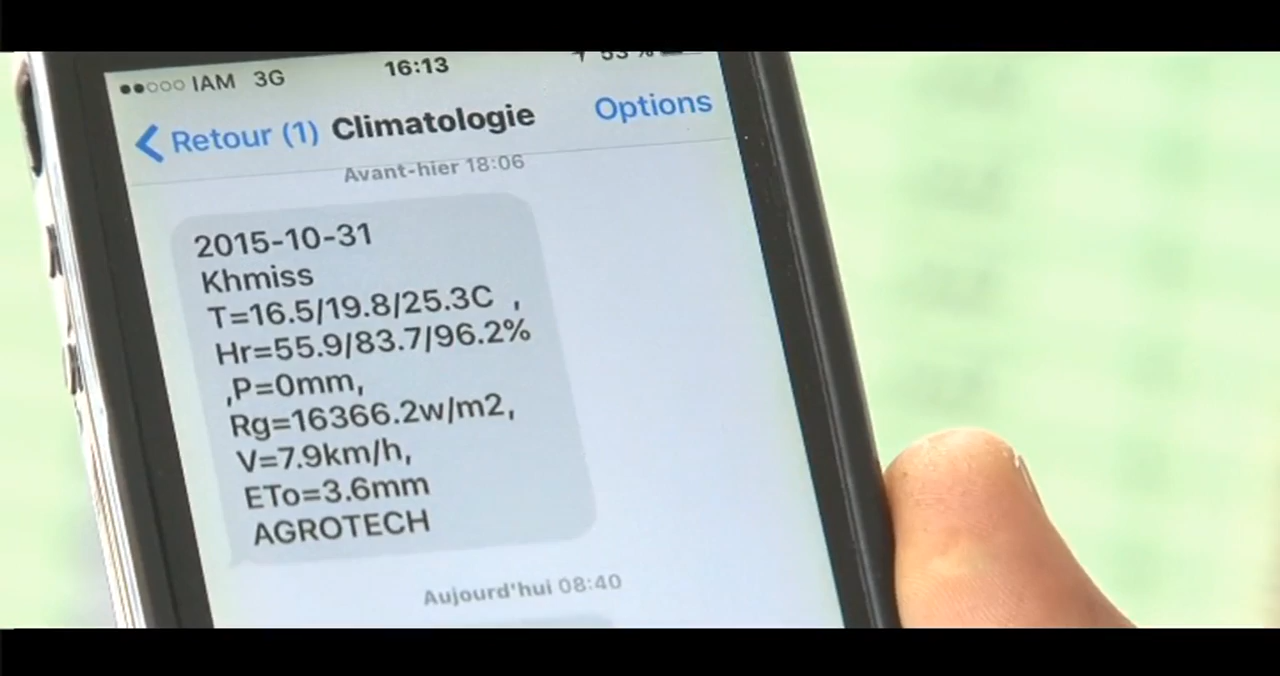 IAM 3G 16:13 53 %
Retour (1) Climatologie Options
Avant-hier 18:06
2015-10-31
Khmiss
T=16.5/19.8/25.3C ,
Hr=55.9/83.7/96.2%
,P=0mm,
Rg=16366.2w/m2,
V=7.9km/h,
ETo=3.6mm
AGROTECH
Aujourd'hui 08:40